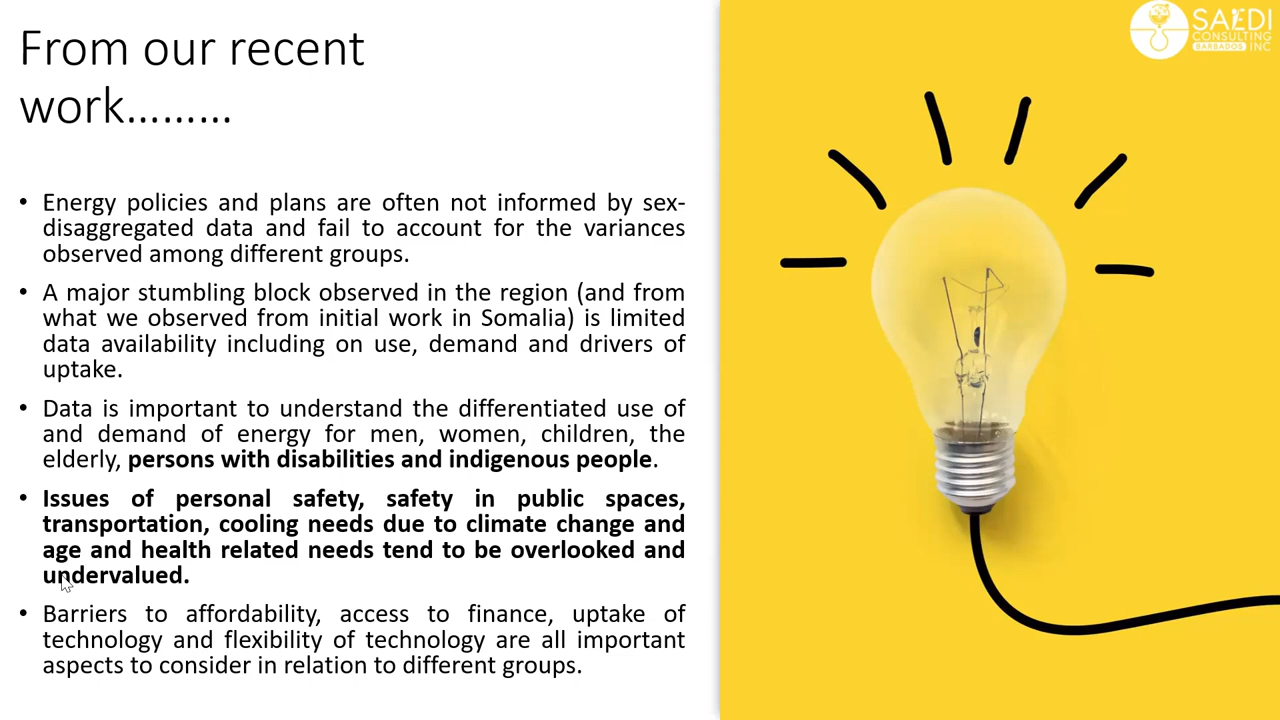 From our recent
work.........
SAEDI
CONSULTING
BARBADOS INC
• Energy policies and plans are often not informed by sex-
disaggregated data and fail to account for the variances
observed among different groups.
• A major stumbling block observed in the region (and from
what we observed from initial work in Somalia) is limited
data availability including on use, demand and drivers of
uptake.
• Data is important to understand the differentiated use of
and demand of energy for men, women, children, the
elderly, persons with disabilities and indigenous people.
• Issues of personal safety, safety in public spaces,
transportation, cooling needs due to climate change and
age and health related needs tend to be overlooked and
undervalued.
• Barriers to affordability, access to finance, uptake of
technology and flexibility of technology are all important
aspects to consider in relation to different groups.